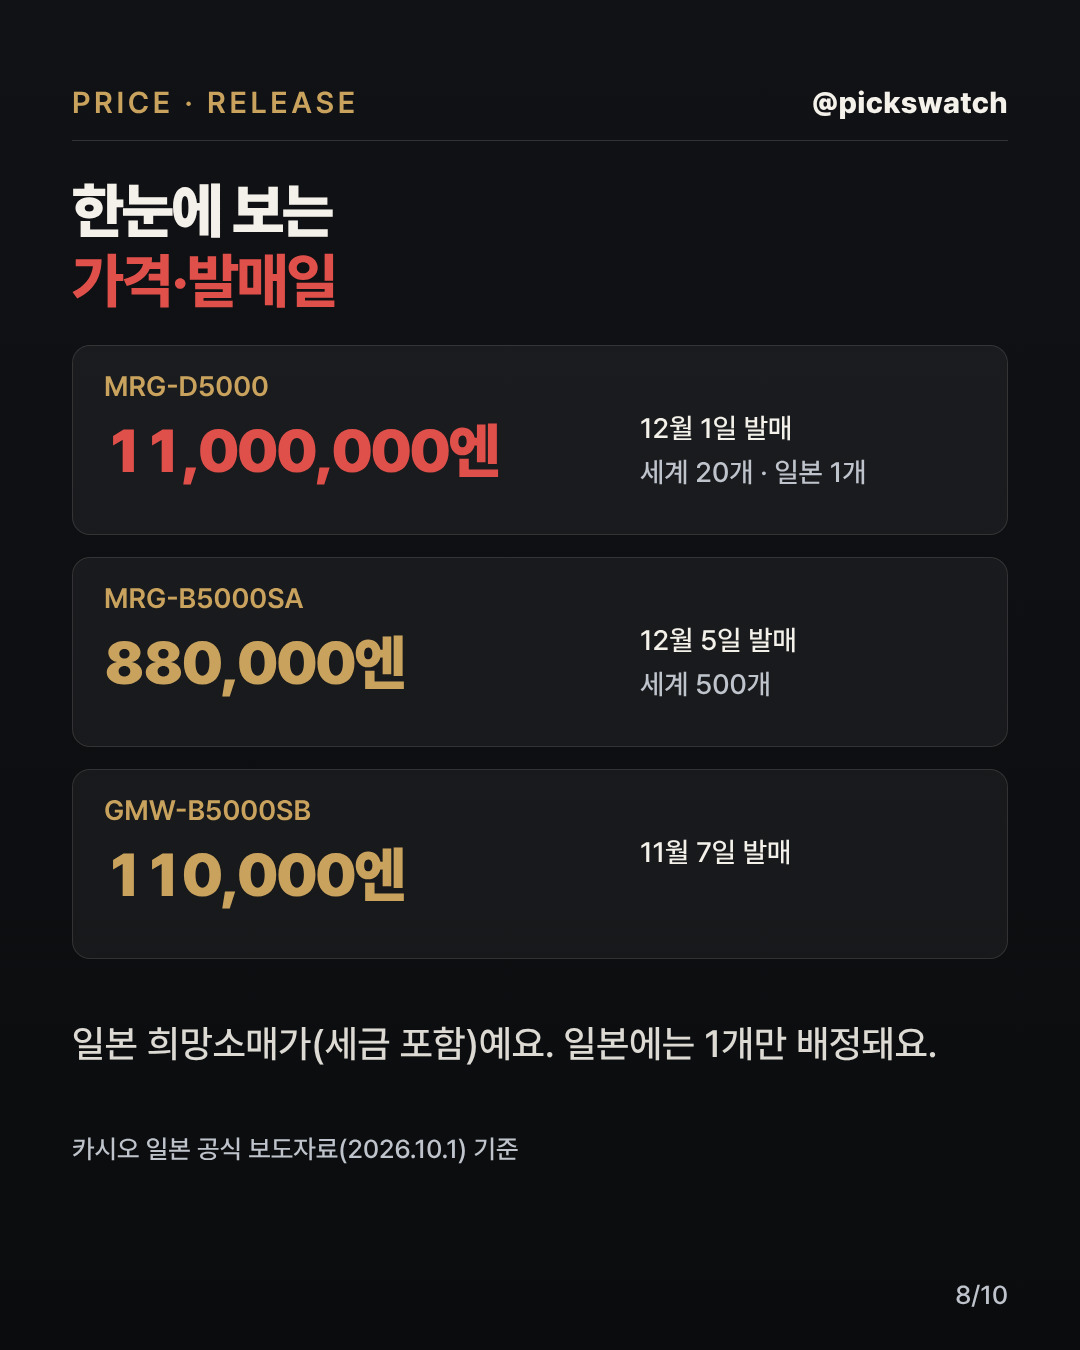 PRICE · RELEASE
@pickswatch
한눈에 보는
가격·발매일
MRG-D5000
11,000,000엔
12월 1일 발매
세계 20개 · 일본 1개
MRG-B5000SA
880,000엔
12월 5일 발매
세계 500개
GMW-B5000SB
110,000엔
11월 7일 발매
일본 희망소매가(세금 포함)예요. 일본에는 1개만 배정돼요.
카시오 일본 공식 보도자료(2026.10.1) 기준
8/10